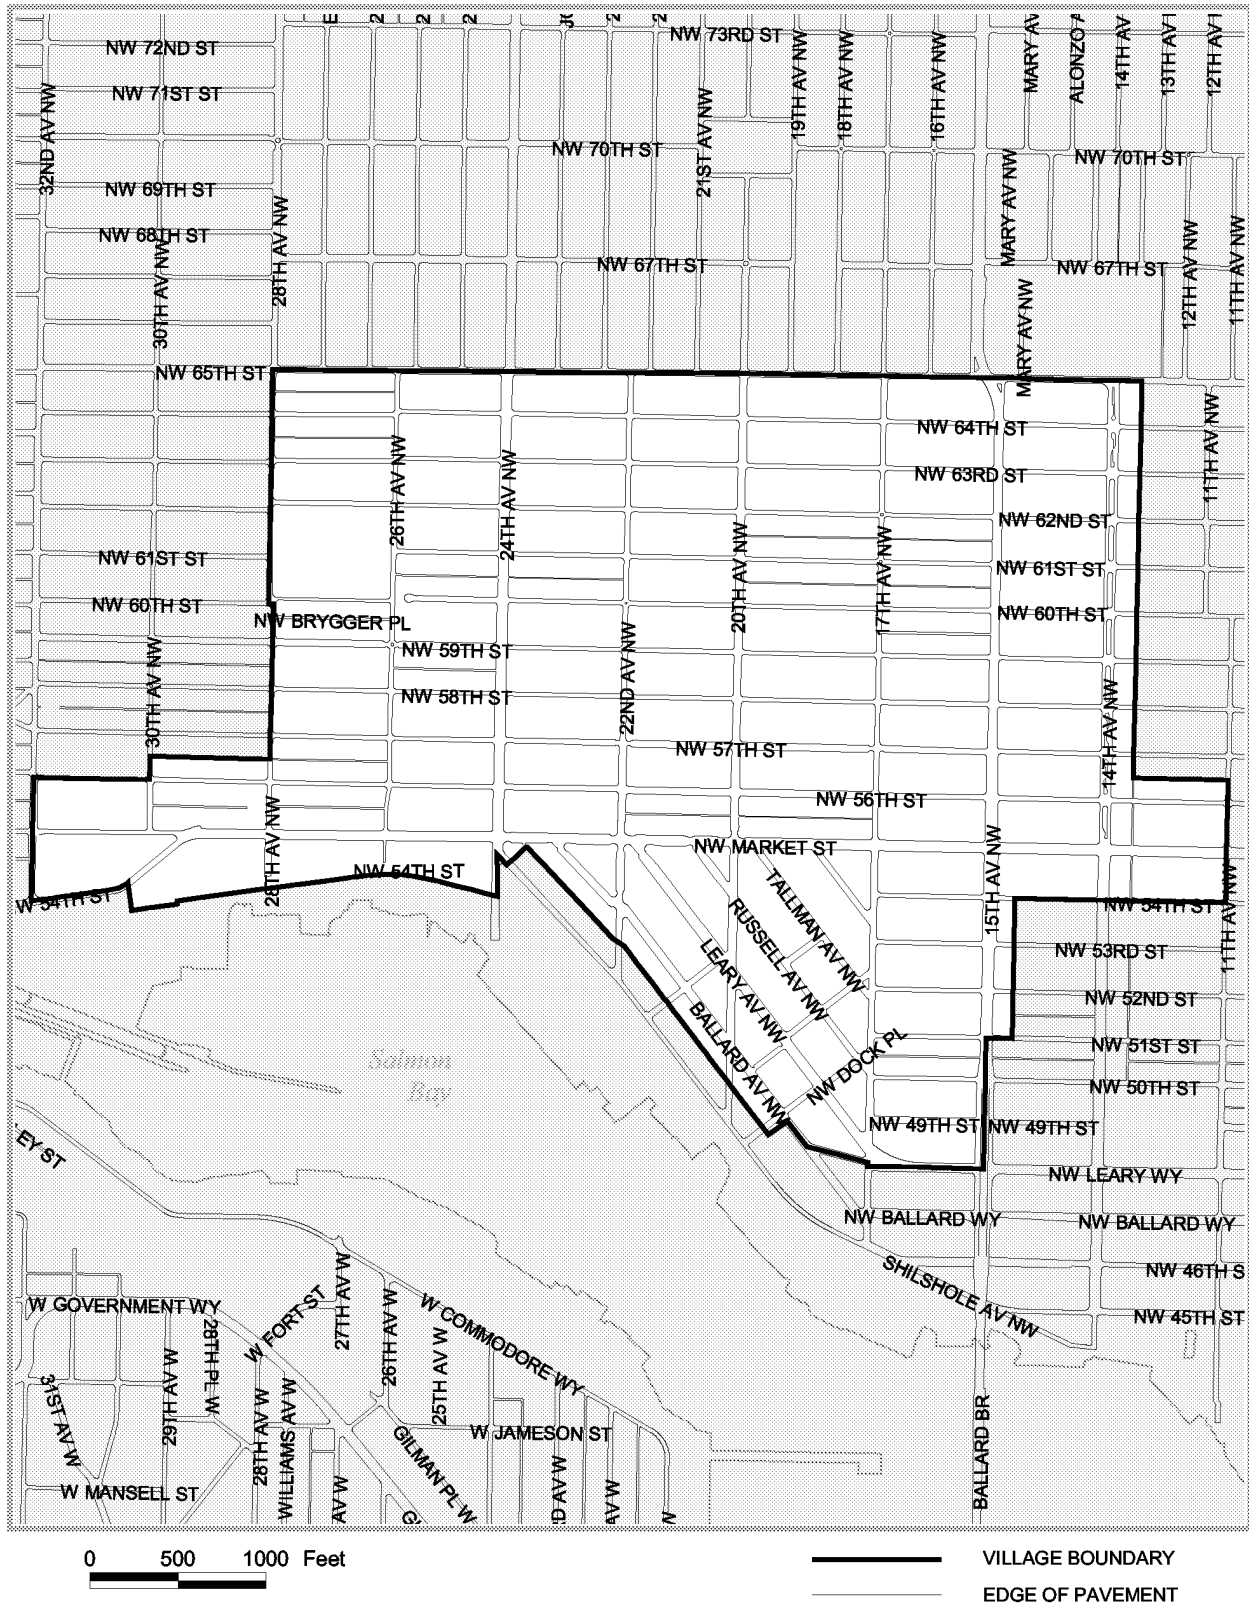 NW 73RD ST
NW 72ND ST
NW 71ST ST
32ND AV NW
21ST AV NW
19TH AV NW
18TH AV NW
16TH AV NW
MARY AV
ALONZO A
14TH AV
13TH AV
12TH AV
NW 70TH ST
NW 70TH ST
NW 69TH ST
NW 68TH ST
30TH AV NW
28TH AV NW
MARY AV NW
12TH AV NW
11TH AV NW
NW 67TH ST
NW 67TH ST
MARY AV NW
NW 65TH ST
NW 64TH ST
11TH AV NW
NW 63RD ST
26TH AV NW
24TH AV NW
NW 62ND ST
20TH AV NW
17TH AV NW
NW 61ST ST
NW 61ST ST
NW 60TH ST
NW 60TH ST
NW BRYGGER PL
NW 59TH ST
22ND AV NW
30TH AV NW
NW 58TH ST
14TH AV NW
NW 57TH ST
NW 56TH ST
28TH AV NW
NW MARKET ST
15TH AV NW
NW 54TH ST
W 54TH ST
NW 54TH ST
11TH AV NW
TALLMAN AV NW
RUSSELL AV NW
LEARY AV NW
BALLARD AV NW
NW 53RD ST
NW 52ND ST
NW 51ST ST
NW DOCK PL
NW 50TH ST
Salmon
Bay
NW 49TH ST
NW 49TH ST
LEY ST
NW LEARY WY
NW BALLARD WY
NW BALLARD WY
SHILSHOLE AV NW
NW 46TH S
NW 45TH ST
W GOVERNMENT WY
W FORT ST
27TH AV W
26TH AV W
25TH AV W
W COMMODORE WY
28TH PL W
29TH AV W
31ST AV W
28TH AV W
WILLIAMS AV W
GILMAN PL W
W JAMESON ST
W MANSELL ST
BALLARD BR
AV W
D AV W
AV W
W
0 500 1000 Feet
VILLAGE BOUNDARY
EDGE OF PAVEMENT